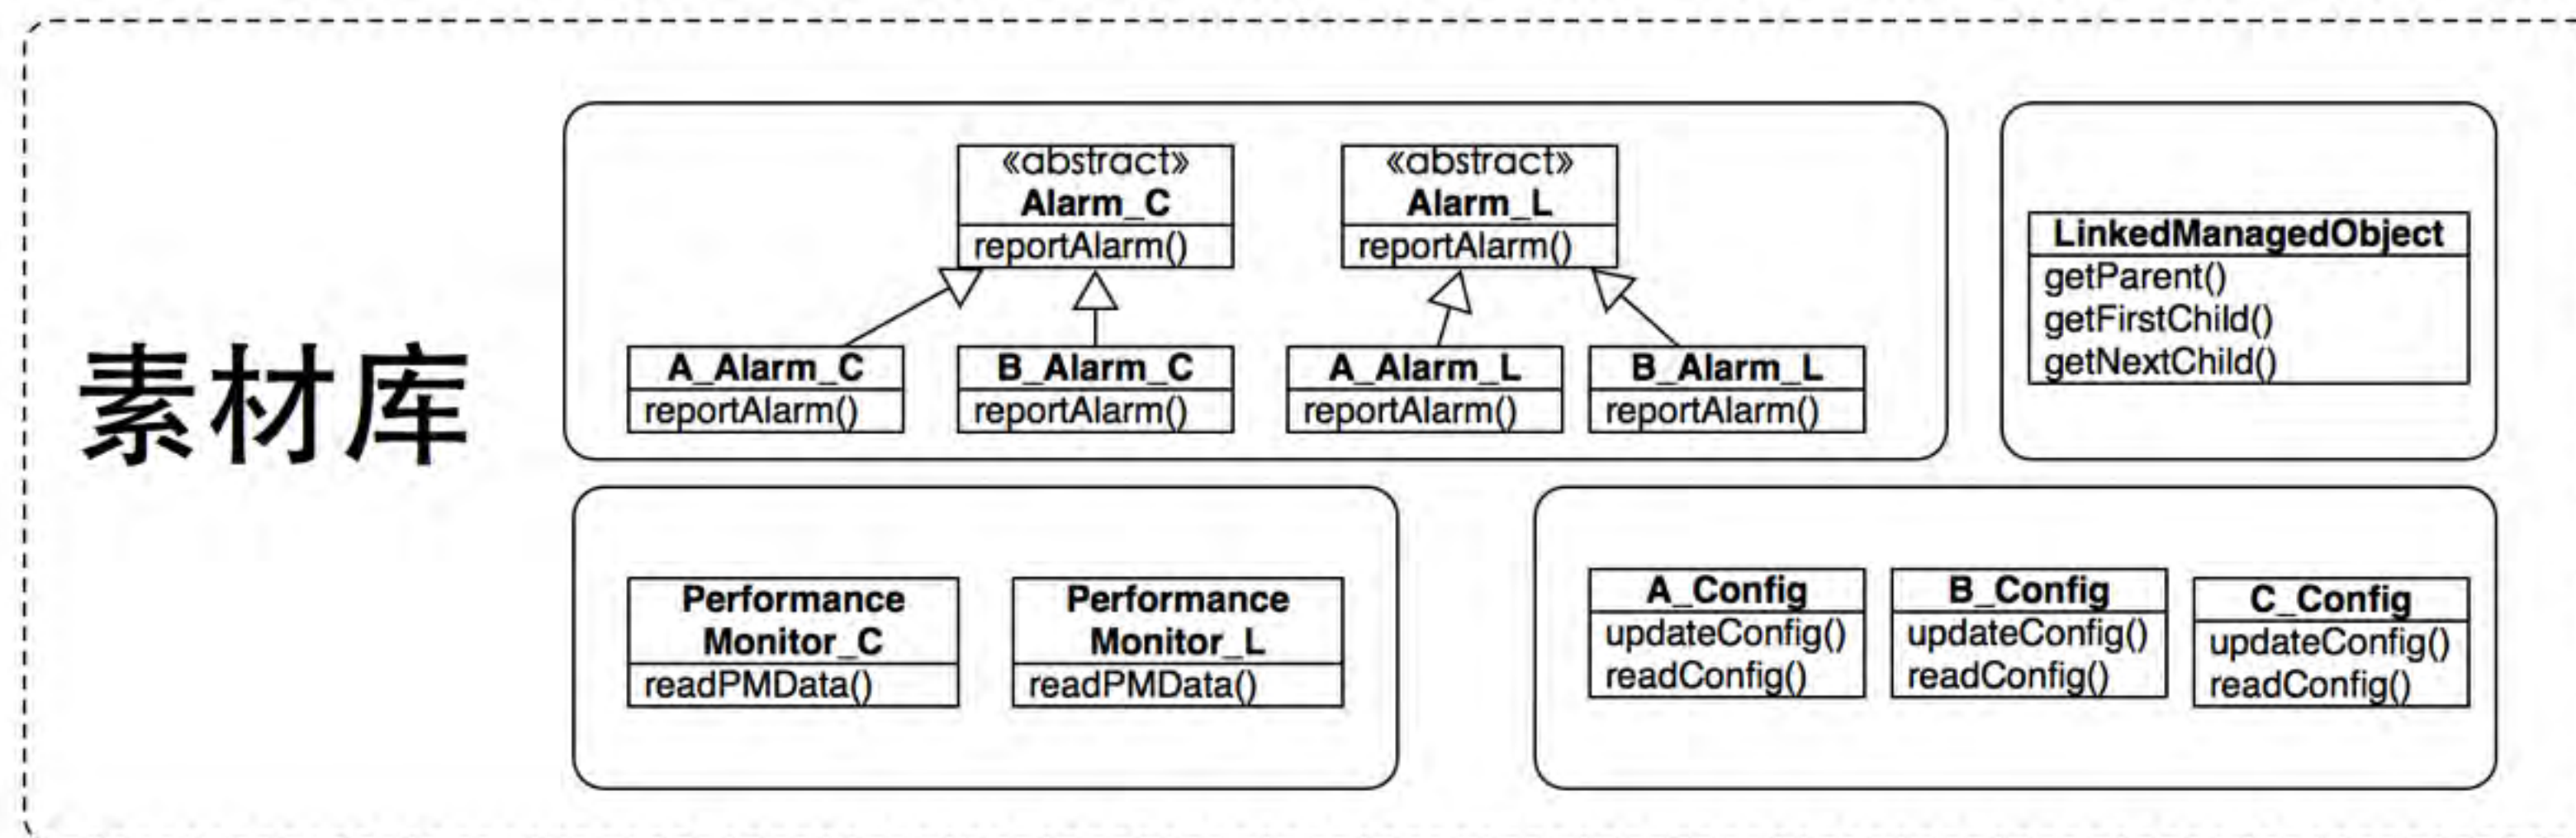 素材库
«abstract»
Alarm_C
reportAlarm()
«abstract»
Alarm_L
reportAlarm()
A_Alarm_C
reportAlarm()
B_Alarm_C
reportAlarm()
A_Alarm_L
reportAlarm()
B_Alarm_L
reportAlarm()
LinkedManagedObject
getParent()
getFirstChild()
getNextChild()
Performance
Monitor_C
readPMData()
Performance
Monitor_L
readPMData()
A_Config
updateConfig()
readConfig()
B_Config
updateConfig()
readConfig()
C_Config
updateConfig()
readConfig()